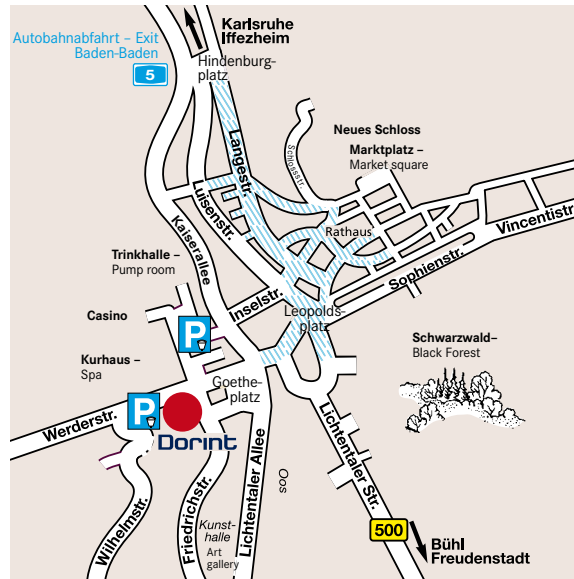 Karlsruhe
Iffezheim
Autobahnabfahrt – Exit
Baden-Baden
5
Hindenburg-
platz
Langestr.
Schlossstr.
Neues Schloss
Marktplatz –
Market square
Luisenstr.
Kaiserallee
Rathaus
Vincentistr.
Sophienstr.
Trinkhalle –
Pump room
Inselstr.
Leopolds-
platz
Casino
P
Kurhaus –
Spa
Schwarzwald–
Black Forest
Goethe-
platz
P
Werderstr.
Dorint
Lichtentaler Str.
Lichtentaler Allee
Oos
Wilhelmstr.
Friedrichstr.
Kunst-
halle
Art
gallery
500
Bühl
Freudenstadt